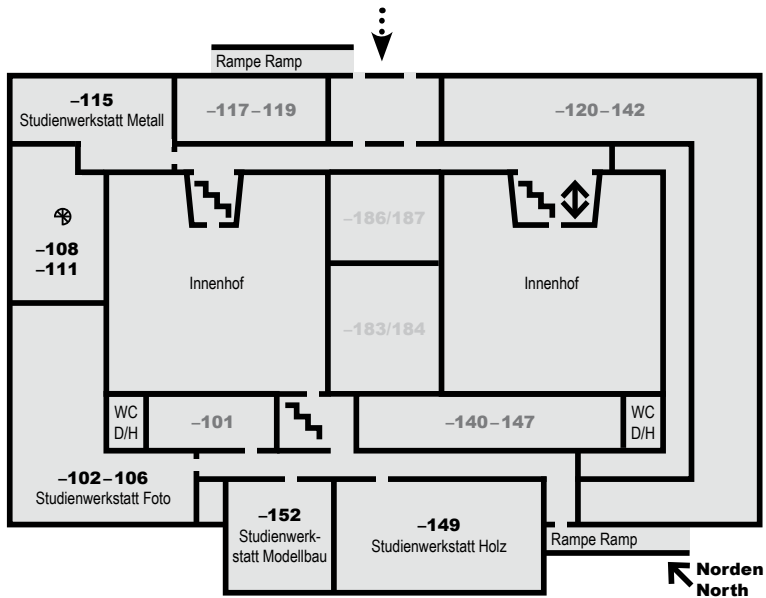 Rampe Ramp
–115
Studienwerkstatt Metall
–117–119
–120–142
–186/187
–108
–111
Innenhof
Innenhof
–183/184
WC
D/H
–101
–140–147
WC
D/H
–102–106
Studienwerkstatt Foto
–152
Studienwerk-
statt Modellbau
–149
Studienwerkstatt Holz
Rampe Ramp
Norden
North